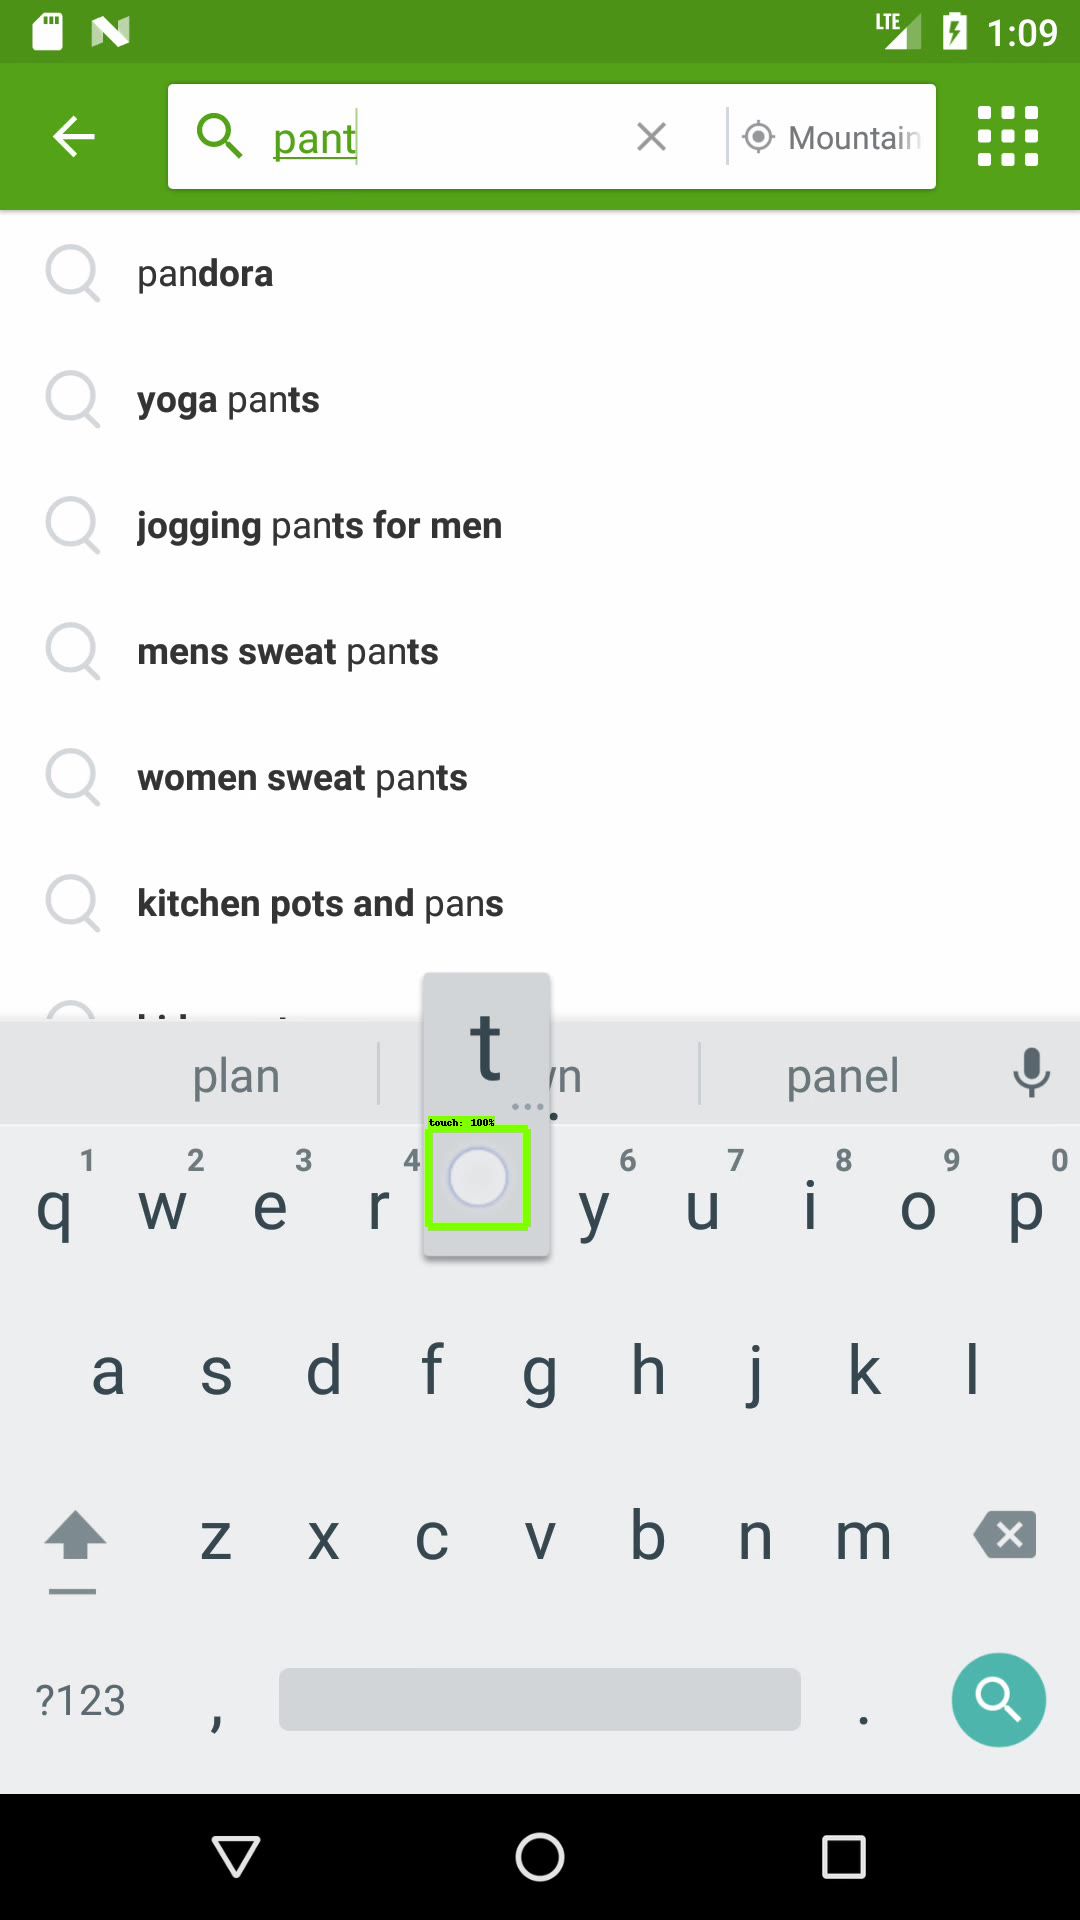 LTE 1:09
pant Mountain
pandora
yoga pants
jogging pants for men
mens sweat pants
women sweat pants
kitchen pots and pans
t
plan panel
touch: 100%
1 2 3 4 6 7 8 9 0
q w e r y u i o p
a s d f g h j k l
z x c v b n m
?123 , .